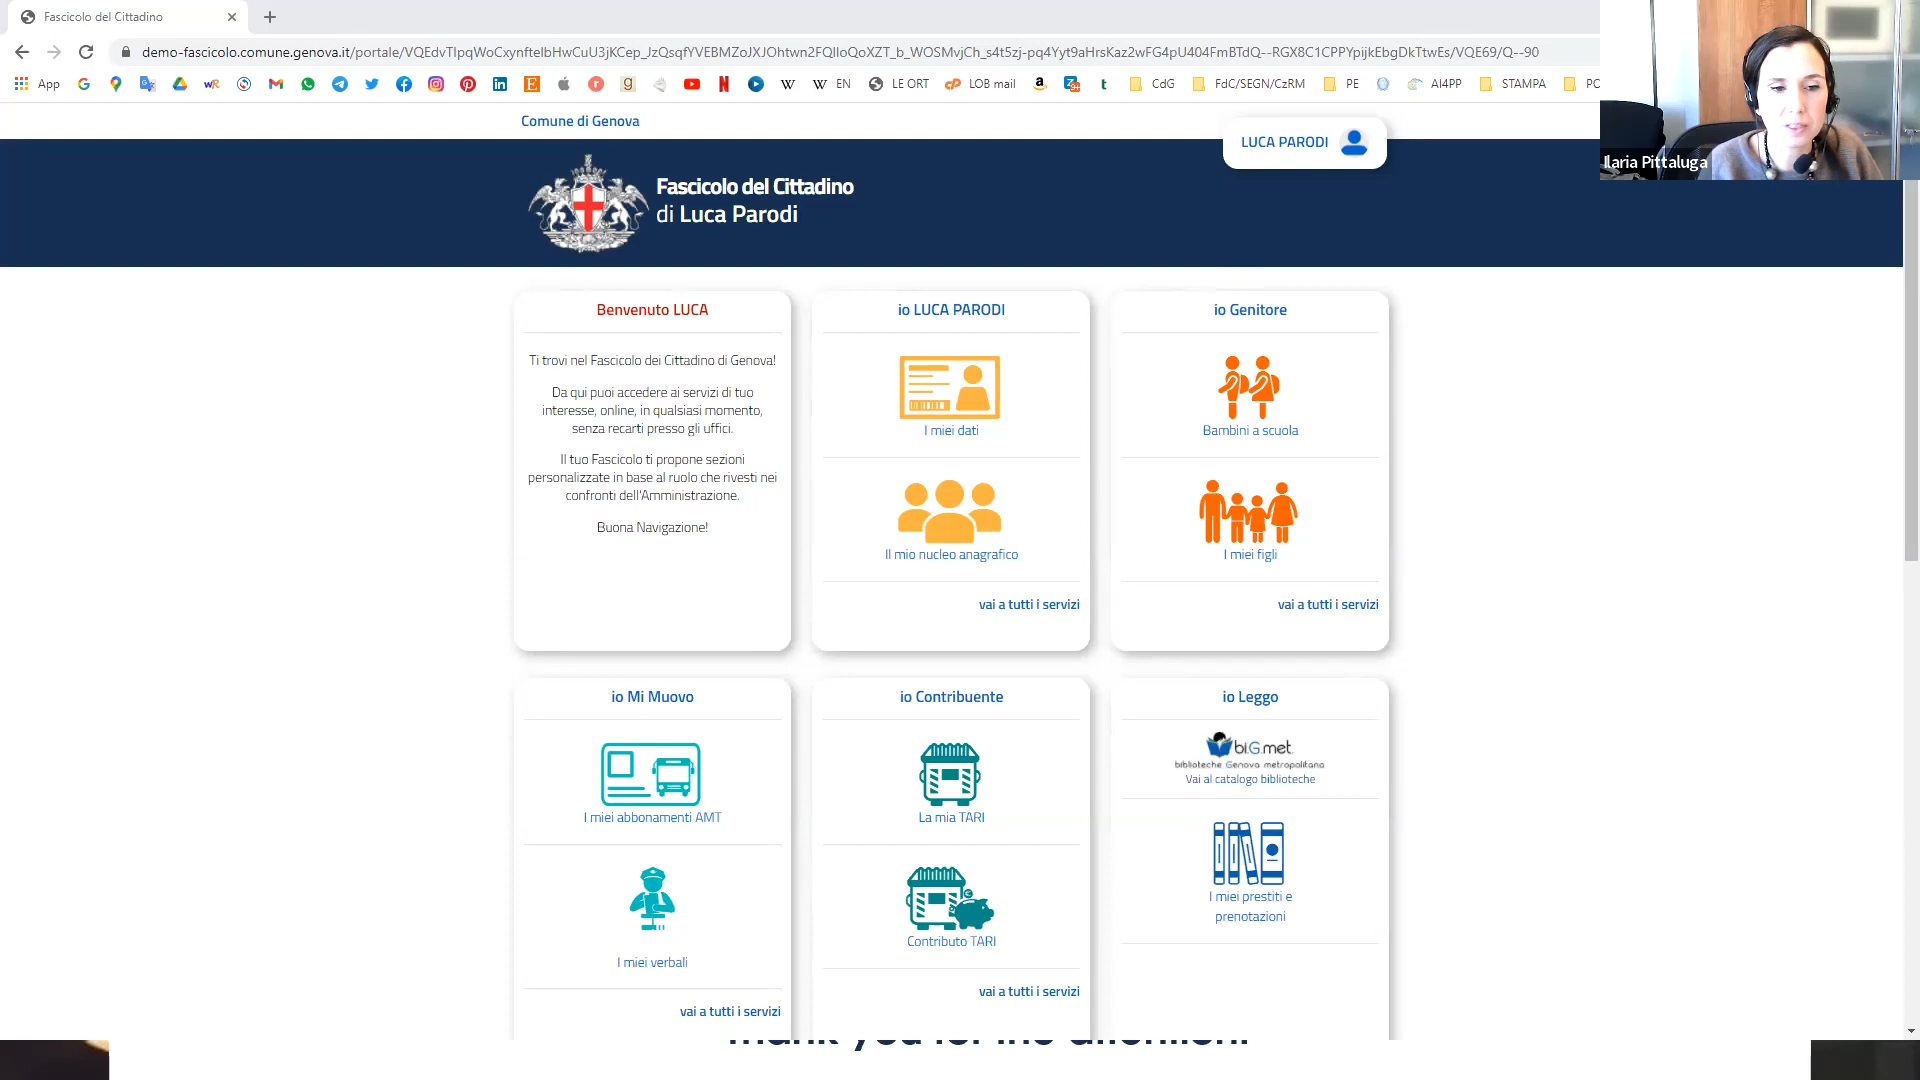 Fascicolo del Cittadino
demo-fascicolo.comune.genova.it/portale/VQEdvTIpqWoCxynfteIbHwCuU3jKCep_JzQsqfYVEBMZoJXJOhtwn2FQlIoQoXZT_b_WOSMvjCh_s4t5zj-pq4Yyt9aHrsKaz2wFG4pU404FmBTdQ--RGX8C1CPPYpijkEbgDkTtwEs/VQE69/Q--90
App EN LE ORT LOB mail CdG FdC/SEGN/CzRM PE AI4PP STAMPA PO
Ilaria Pittaluga
Comune di Genova
LUCA PARODI
Fascicolo del Cittadino
di Luca Parodi
Benvenuto LUCA
Ti trovi nel Fascicolo dei Cittadino di Genova!
Da qui puoi accedere ai servizi di tuo
interesse, online, in qualsiasi momento,
senza recarti presso gli uffici.
Il tuo Fascicolo ti propone sezioni
personalizzate in base al ruolo che rivesti nei
confronti dell'Amministrazione.
Buona Navigazione!
io LUCA PARODI
I miei dati
Il mio nucleo anagrafico
vai a tutti i servizi
io Genitore
Bambini a scuola
I miei figli
vai a tutti i servizi
io Mi Muovo
I miei abbonamenti AMT
I miei verbali
vai a tutti i servizi
io Contribuente
La mia TARI
Contributo TARI
vai a tutti i servizi
io Leggo
bi.G.met.
biblioteche Genova metropolitana
Vai al catalogo biblioteche
I miei prestiti e
prenotazioni